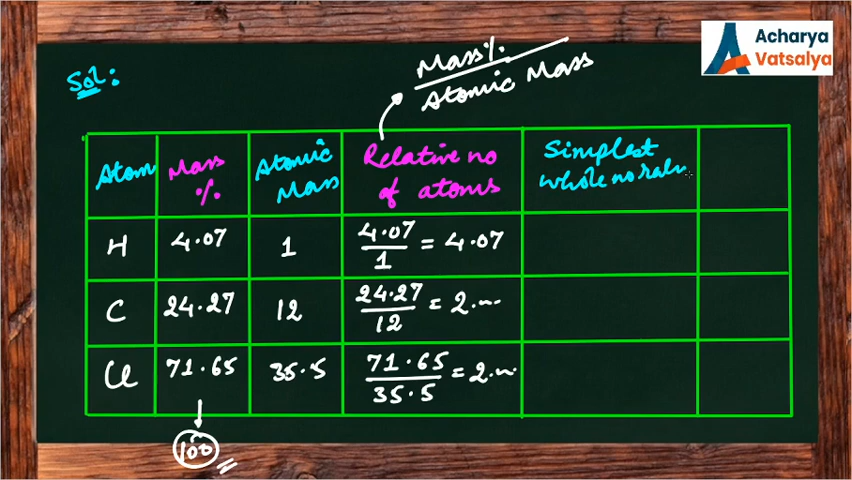 Acharya
Vatsalya
Sol:
Mass%
Atomic Mass
Atom
Mass
%
Atomic
Mass
Relative no
of atoms
Simplest
whole no
H
4.07
1
4.07
1
= 4.07
C
24.27
12
24.27
12
= 2.
Cl
71.65
35.5
71.65
35.5
= 2.
100